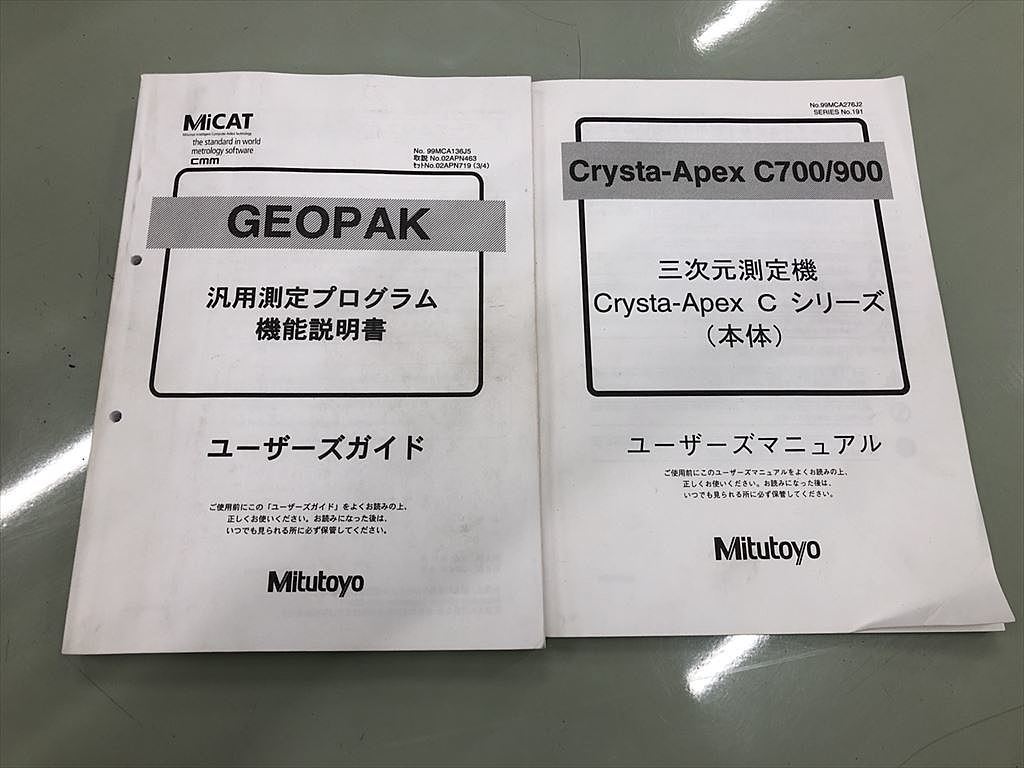 MiCAT
the standard in world
metrology software
CMM
No. 99MCA136J5
取説 No.02APN463
ｾｯﾄNo.02APN719 (3/4)
GEOPAK
汎用測定プログラム
機能説明書
ユーザーズガイド
ご使用前にこの「ユーザーズガイド」をよくお読みの上、
正しくお使いください。お読みになった後は、
いつでも見られる所に必ず保管してください。
Mitutoyo
No.99MCA276J2
SERIES No.191
Crysta-Apex C700/900
三次元測定機
Crysta-Apex C シリーズ
（本体）
ユーザーズマニュアル
ご使用前にこのユーザーズマニュアルをよくお読みの上、
正しくお使いください。お読みになった後は、
いつでも見られる所に必ず保管してください。
Mitutoyo